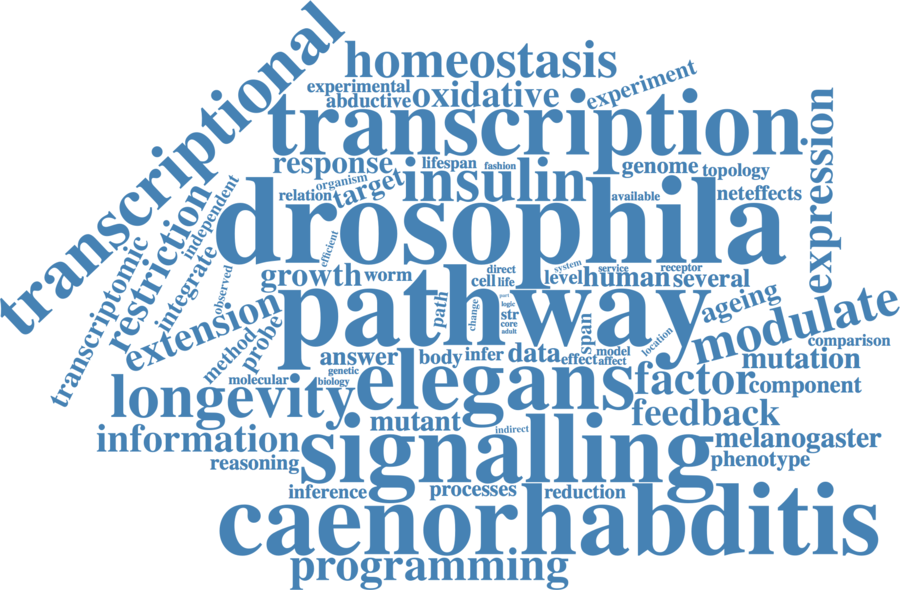 transcriptional
homeostasis
experimental
experiment
abductive
oxidative
transcription
expression
response
lifespan
fashion
genome
topology
organism
relation
target
insulin
available
neteffects
independent
restriction
drosophila
efficient
transcriptomic
integrate
observed
growth
worm
direct
cell
life
system
level
service
human
receptor
several
extension
pathway
path
change
part
logic
str
core
adult
span
location
ageing
modulate
method
probe
answer
body
infer
data
effect
model
affect
comparison
mutation
molecular
genetic
biology
longevity
elegans
factor
component
mutant
indirect
feedback
information
signalling
melanogaster
reasoning
phenotype
inference
processes
reduction
caenorhabditis
programming